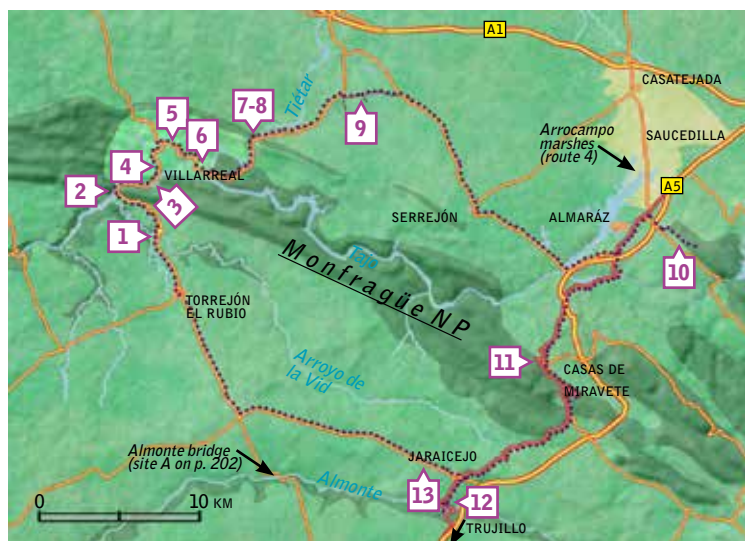 A1
CASATEJADA
Tiétar
7-8
5
9
SAUCEDILLA
6
Arrocampo
marshes
(route 4)
4
VILLARREAL
2
3
A5
SERREJÓN
ALMARÁZ
1
10
Tajo
Monfragüe NP
TORREJÓN
EL RUBIO
11
Arroyo de
la Vid
CASAS DE
MIRAVETE
Almonte bridge
(site A on p. 202)
JARAICEJO
Almonte
13
12
0 10 KM
TRUJILLO